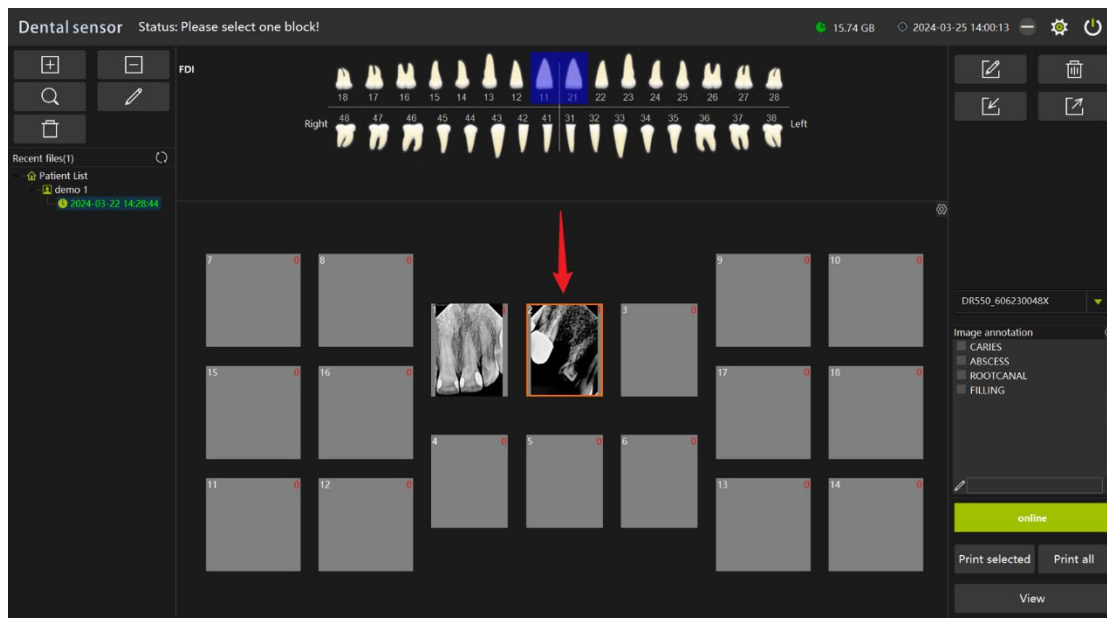 Dental sensor Status: Please select one block! 15.74 GB 2024-03-25 14:00:13
FDI
18 17 16 15 14 13 12 11 21 22 23 24 25 26 27 28
Right 48 47 46 45 44 43 42 41 31 32 33 34 35 36 37 38 Left
Recent files(1)
Patient List
demo 1
2024-03-22 14:28:44
7 0 8 0 9 0 10 0
1 2 3 0
15 0 16 0 17 0 18 0
4 0 5 0 6 0
11 0 12 0 13 0 14 0
DR550_606230048X
Image annotation
CARIES
ABSCESS
ROOTCANAL
FILLING
online
Print selected Print all
View